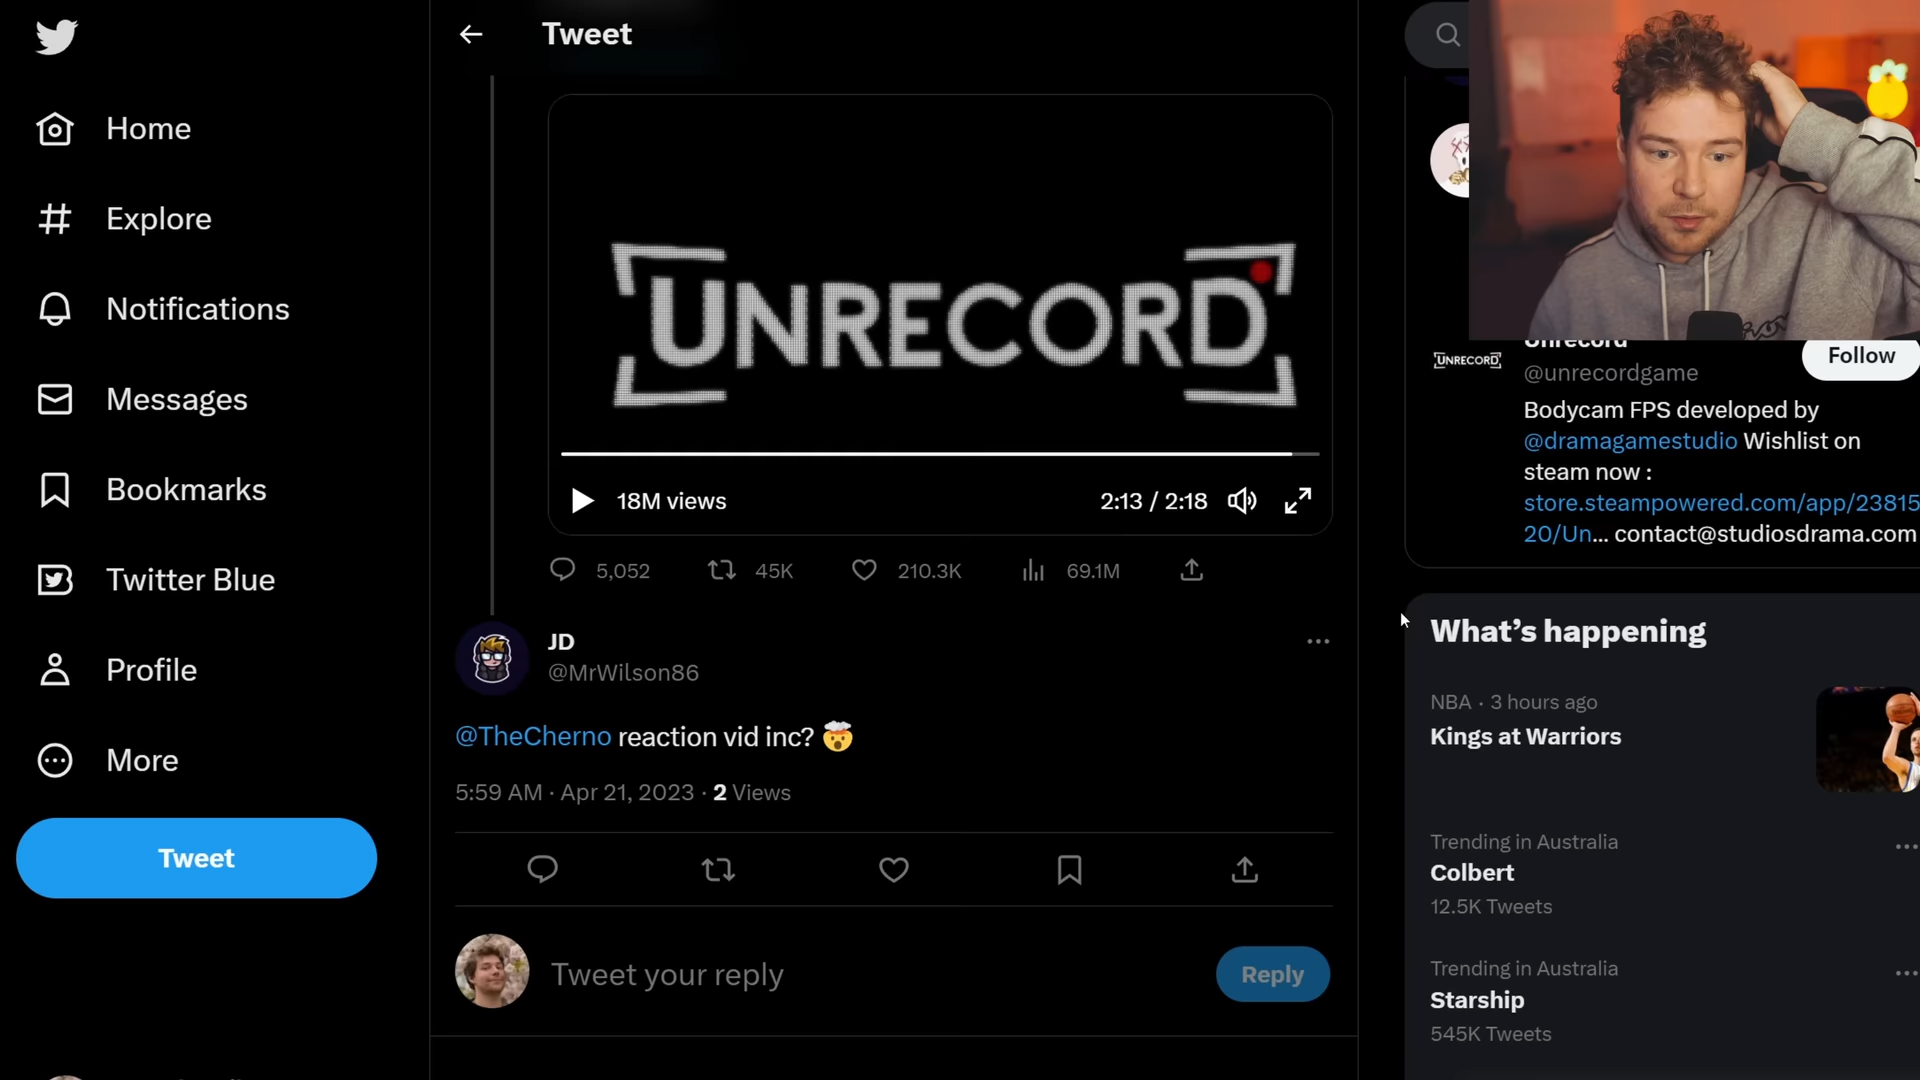 Tweet
Home
Explore
Notifications
Messages
Bookmarks
Twitter Blue
Profile
More
Tweet
UNRECORD
18M views
2:13 / 2:18
5,052
45K
210.3K
69.1M
JD
@MrWilson86
@TheCherno reaction vid inc? 🤯
5:59 AM · Apr 21, 2023 · 2 Views
Tweet your reply
Reply
UNRECORD
Unrecord
@unrecordgame
Follow
Bodycam FPS developed by
@dramagamestudio Wishlist on
steam now :
store.steampowered.com/app/23815
20/Un... contact@studiosdrama.com
What’s happening
NBA · 3 hours ago
Kings at Warriors
Trending in Australia
Colbert
12.5K Tweets
Trending in Australia
Starship
545K Tweets